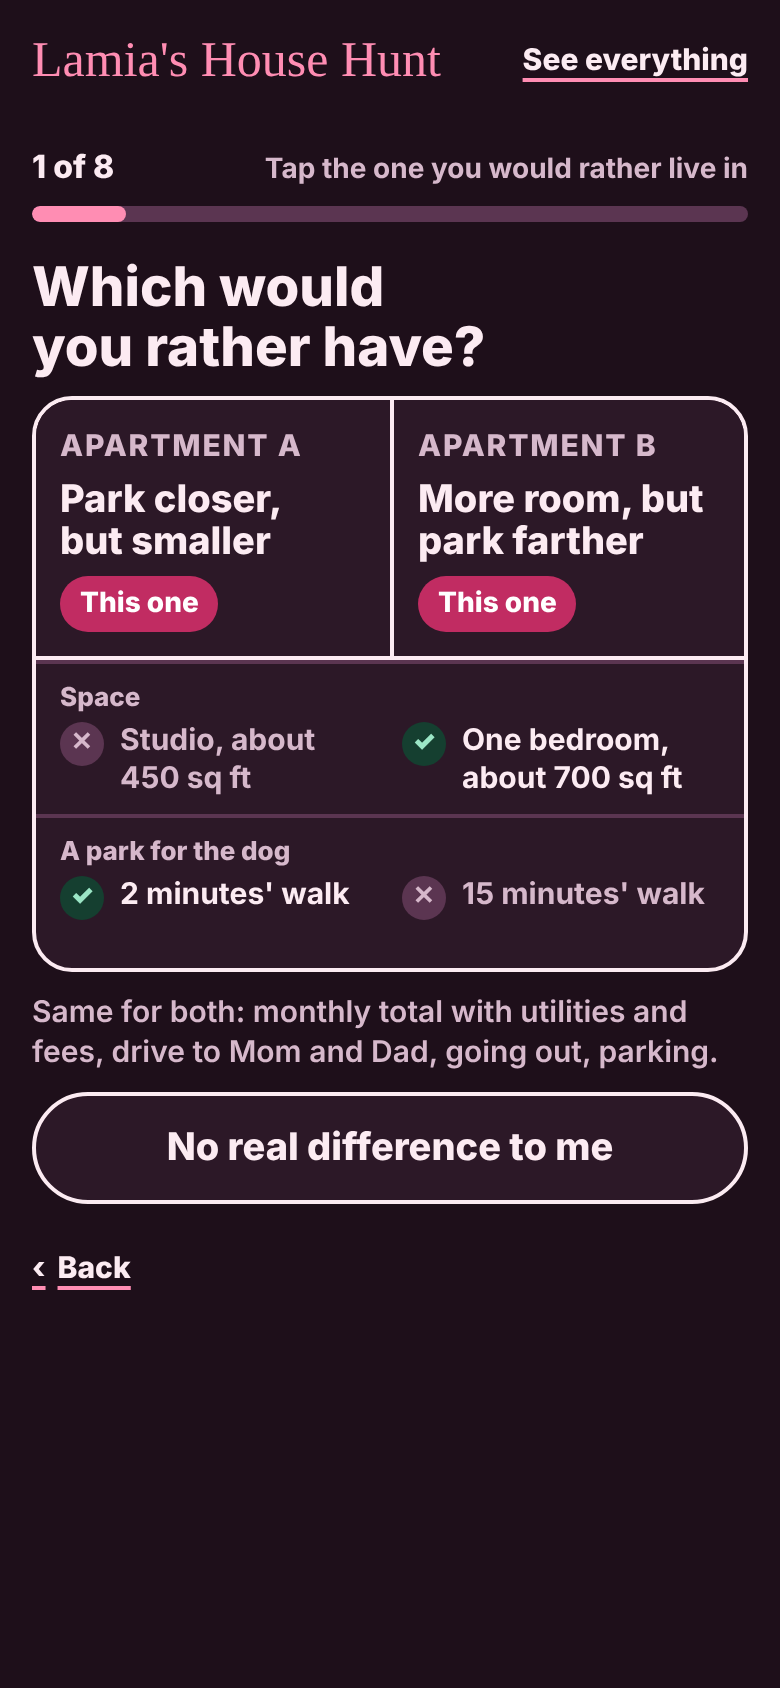 Lamia's House Hunt
See everything
1 of 8
Tap the one you would rather live in
Which would
you rather have?
APARTMENT A
Park closer,
but smaller
This one
APARTMENT B
More room, but
park farther
This one
Space
Studio, about
450 sq ft
One bedroom,
about 700 sq ft
A park for the dog
2 minutes' walk
15 minutes' walk
Same for both: monthly total with utilities and
fees, drive to Mom and Dad, going out, parking.
No real difference to me
‹ Back